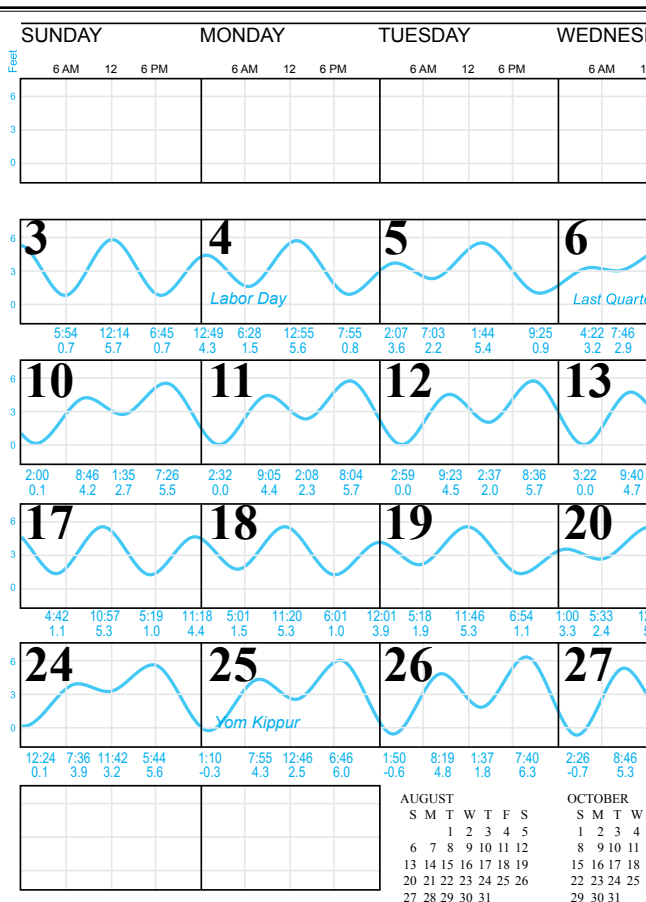 SUNDAY MONDAY TUESDAY WEDNES
Feet
6 AM 12 6 PM 6 AM 12 6 PM 6 AM 12 6 PM 6 AM 1
6
3
0
3 4 5 6
6
3
0
Labor Day Last Quarte
5:54 12:14 6:45 12:49 6:28 12:55 7:55 2:07 7:03 1:44 9:25 4:22 7:46
0.7 5.7 0.7 4.3 1.5 5.6 0.8 3.6 2.2 5.4 0.9 3.2 2.9
10 11 12 13
6
3
0
2:00 8:46 1:35 7:26 2:32 9:05 2:08 8:04 2:59 9:23 2:37 8:36 3:22 9:40
0.1 4.2 2.7 5.5 0.0 4.4 2.3 5.7 0.0 4.5 2.0 5.7 0.0 4.7
17 18 19 20
6
3
0
4:42 10:57 5:19 11:18 5:01 11:20 6:01 12:01 5:18 11:46 6:54 1:00 5:33 1
1.1 5.3 1.0 4.4 1.5 5.3 1.0 3.9 1.9 5.3 1.1 3.3 2.4
24 25 26 27
6
3
0
Yom Kippur
12:24 7:36 11:42 5:44 1:10 7:55 12:46 6:46 1:50 8:19 1:37 7:40 2:26 8:46
0.1 3.9 3.2 5.6 -0.3 4.3 2.5 6.0 -0.6 4.8 1.8 6.3 -0.7 5.3
AUGUST OCTOBER
S M T W T F S S M T W
1 2 3 4 5 1 2 3 4
6 7 8 9 10 11 12 8 9 10 11
13 14 15 16 17 18 19 15 16 17 18
20 21 22 23 24 25 26 22 23 24 25
27 28 29 30 31 29 30 31